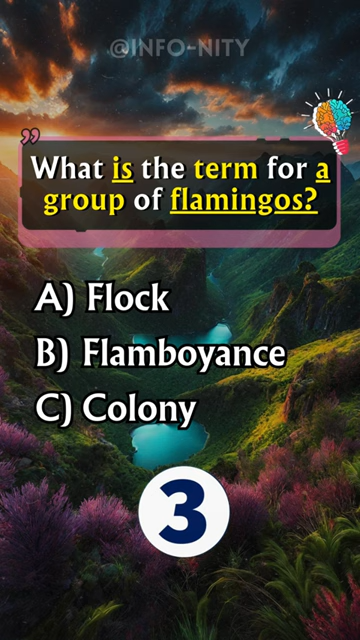 @INFO-NITY
What is the term for a
group of flamingos?
A) Flock
B) Flamboyance
C) Colony
3